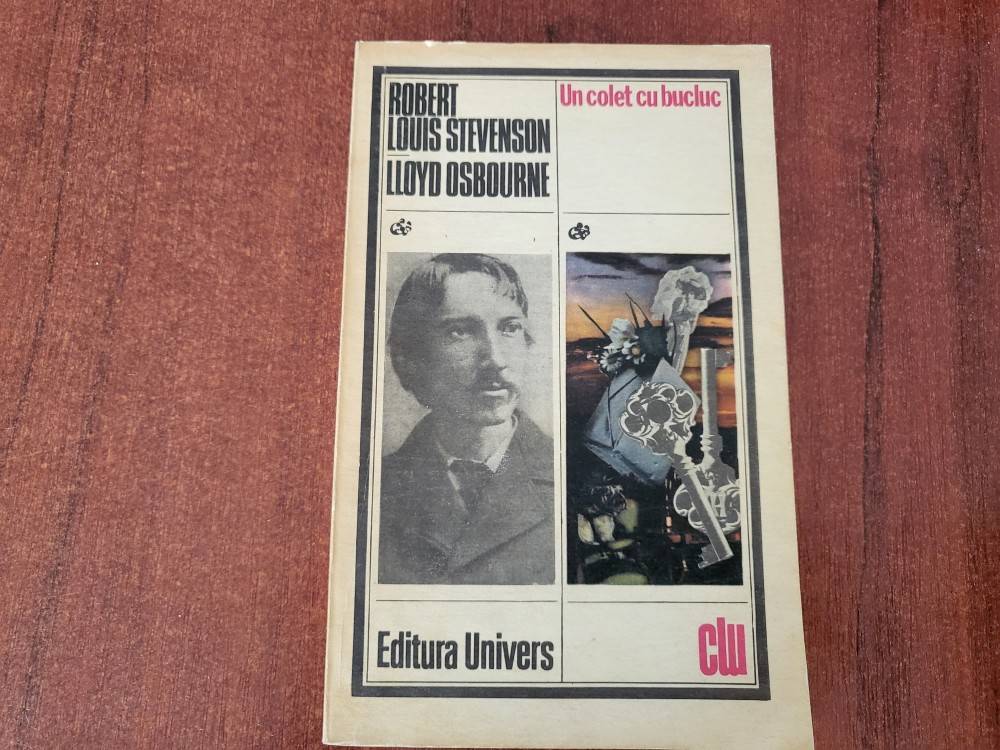 ROBERT
LOUIS STEVENSON
LLOYD OSBOURNE
Un colet cu bucluc
Editura Univers
clu